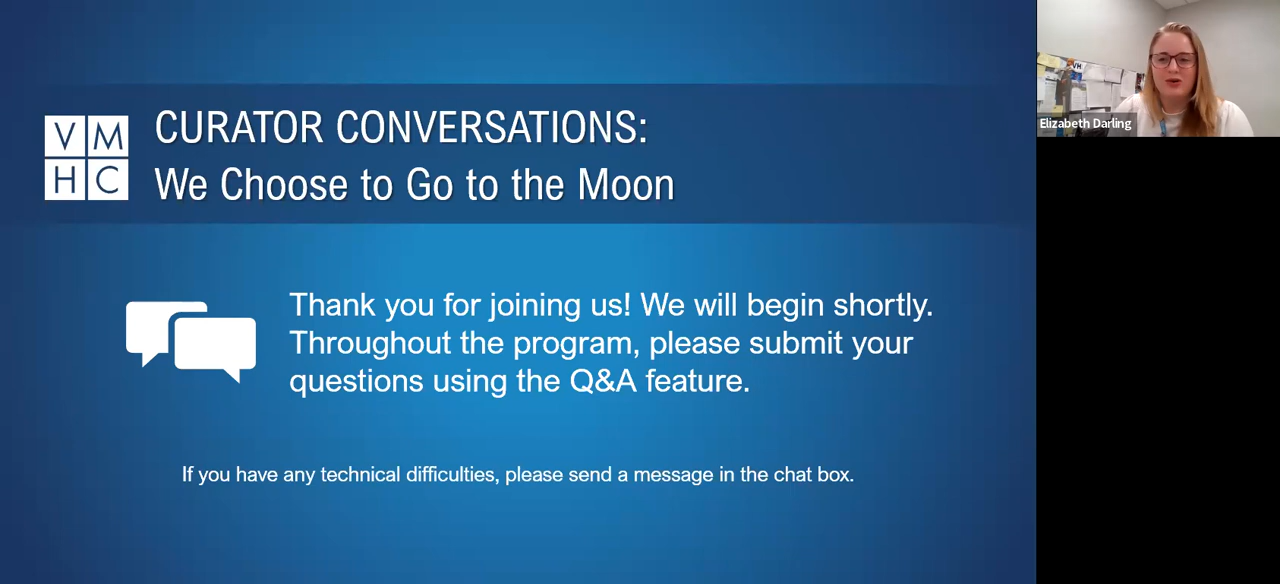 V M
H C
CURATOR CONVERSATIONS:
We Choose to Go to the Moon
Thank you for joining us! We will begin shortly.
Throughout the program, please submit your
questions using the Q&A feature.
If you have any technical difficulties, please send a message in the chat box.
VH
Elizabeth Darling